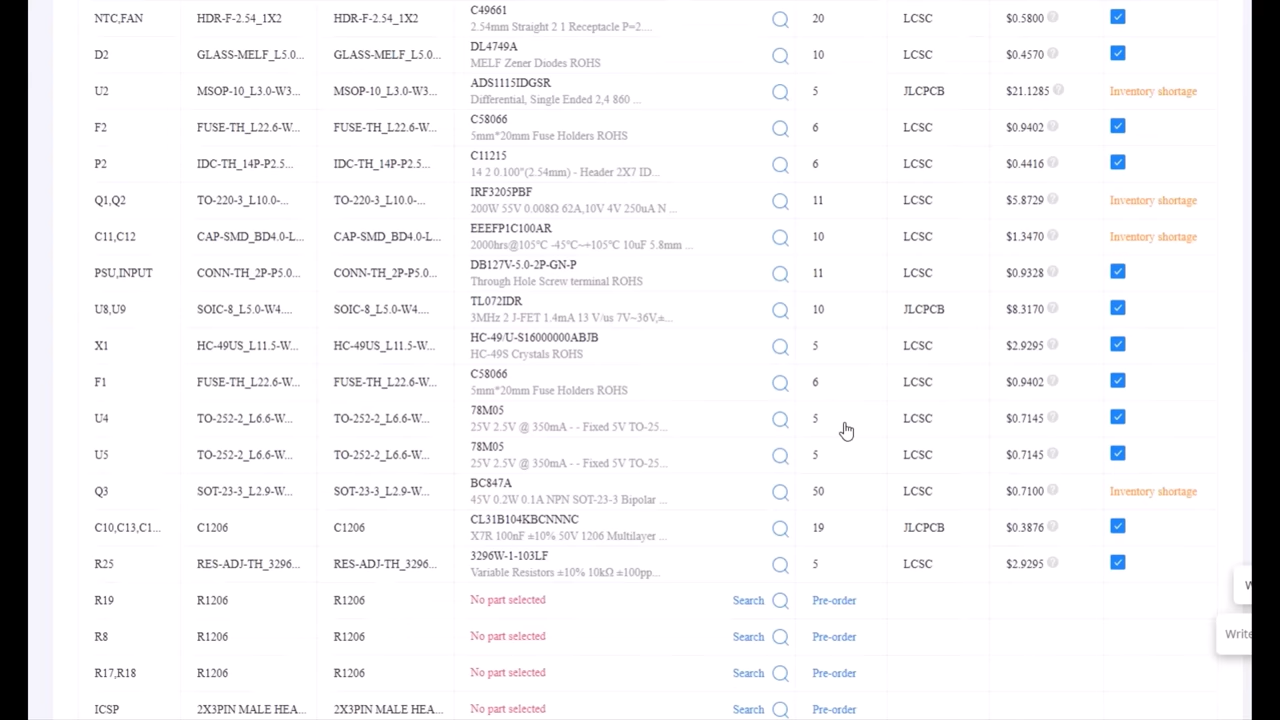 NTC,FAN HDR-F-2.54_1X2 HDR-F-2.54_1X2 C49661 20 LCSC $0.5800
2.54mm Straight 2 1 Receptacle P=2....
D2 GLASS-MELF_L5.0... GLASS-MELF_L5.0... DL4749A 10 LCSC $0.4570
MELF Zener Diodes ROHS
U2 MSOP-10_L3.0-W3... MSOP-10_L3.0-W3... ADS1115IDGSR 5 JLCPCB $21.1285 Inventory shortage
Differential, Single Ended 2,4 860 ...
F2 FUSE-TH_L22.6-W... FUSE-TH_L22.6-W... C58066 6 LCSC $0.9402
5mm*20mm Fuse Holders ROHS
P2 IDC-TH_14P-P2.5... IDC-TH_14P-P2.5... C11215 6 LCSC $0.4416
14 2 0.100"(2.54mm) - Header 2X7 ID...
Q1,Q2 TO-220-3_L10.0-... TO-220-3_L10.0-... IRF3205PBF 11 LCSC $5.8729 Inventory shortage
200W 55V 0.008Ω 62A,10V 4V 250uA N ...
C11,C12 CAP-SMD_BD4.0-L... CAP-SMD_BD4.0-L... EEEFP1C100AR 10 LCSC $1.3470 Inventory shortage
2000hrs@105℃ -45℃~+105℃ 10uF 5.8mm ...
PSU,INPUT CONN-TH_2P-P5.0... CONN-TH_2P-P5.0... DB127V-5.0-2P-GN-P 11 LCSC $0.9328
Through Hole Screw terminal ROHS
U8,U9 SOIC-8_L5.0-W4.... SOIC-8_L5.0-W4.... TL072IDR 10 JLCPCB $8.3170
3MHz 2 J-FET 1.4mA 13 V/us 7V~36V,±...
X1 HC-49US_L11.5-W... HC-49US_L11.5-W... HC-49/U-S16000000ABJB 5 LCSC $2.9295
HC-49S Crystals ROHS
F1 FUSE-TH_L22.6-W... FUSE-TH_L22.6-W... C58066 6 LCSC $0.9402
5mm*20mm Fuse Holders ROHS
U4 TO-252-2_L6.6-W... TO-252-2_L6.6-W... 78M05 5 LCSC $0.7145
25V 2.5V @ 350mA - - Fixed 5V TO-25...
U5 TO-252-2_L6.6-W... TO-252-2_L6.6-W... 78M05 5 LCSC $0.7145
25V 2.5V @ 350mA - - Fixed 5V TO-25...
Q3 SOT-23-3_L2.9-W... SOT-23-3_L2.9-W... BC847A 50 LCSC $0.7100 Inventory shortage
45V 0.2W 0.1A NPN SOT-23-3 Bipolar ...
C10,C13,C1... C1206 C1206 CL31B104KBCNNNC 19 JLCPCB $0.3876
X7R 100nF ±10% 50V 1206 Multilayer ...
R25 RES-ADJ-TH_3296... RES-ADJ-TH_3296... 3296W-1-103LF 5 LCSC $2.9295
Variable Resistors ±10% 10kΩ ±100pp...
R19 R1206 R1206 No part selected Search Pre-order
R8 R1206 R1206 No part selected Search Pre-order
Write
R17,R18 R1206 R1206 No part selected Search Pre-order
ICSP 2X3PIN MALE HEA... 2X3PIN MALE HEA... No part selected Search Pre-order